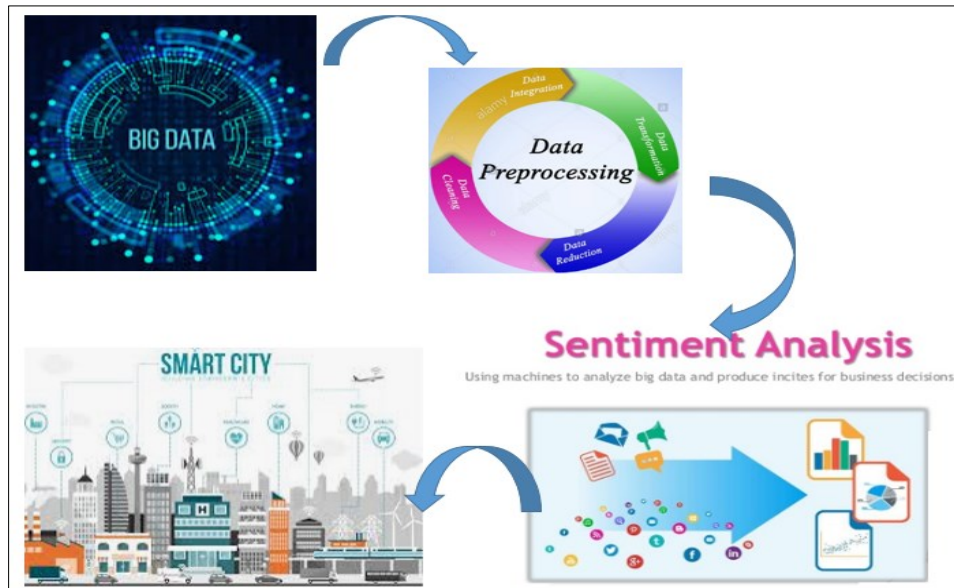 BIG DATA
Data
Integration
Data
Transformation
Data
Preprocessing
Data
Cleaning
Data
Reduction
alamy
Sentiment Analysis
Using machines to analyze big data and produce incites for business decisions
SMART CITY
H